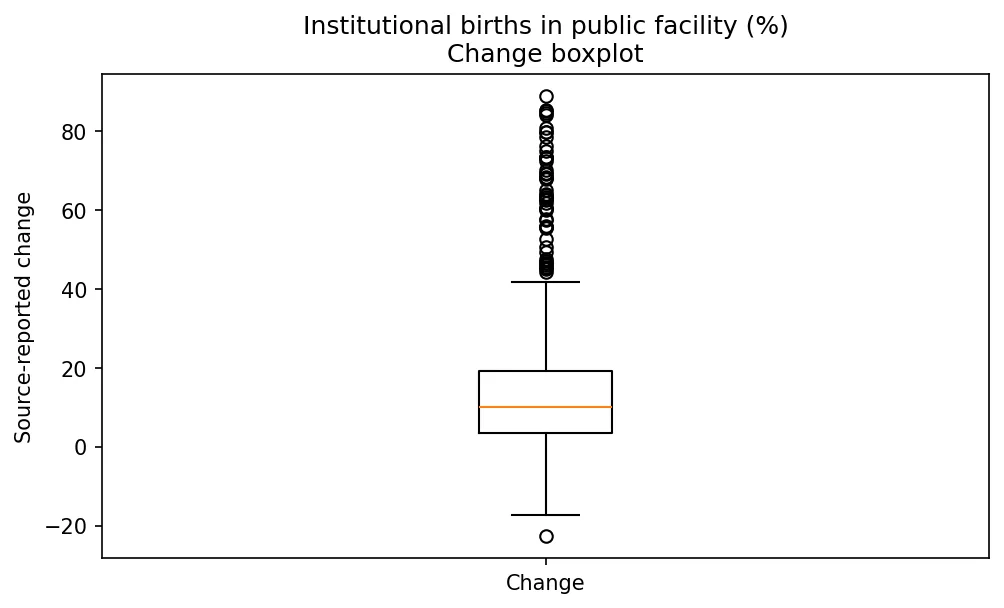 Institutional births in public facility (%)
Change boxplot
Source-reported change
80
60
40
20
0
−20
Change